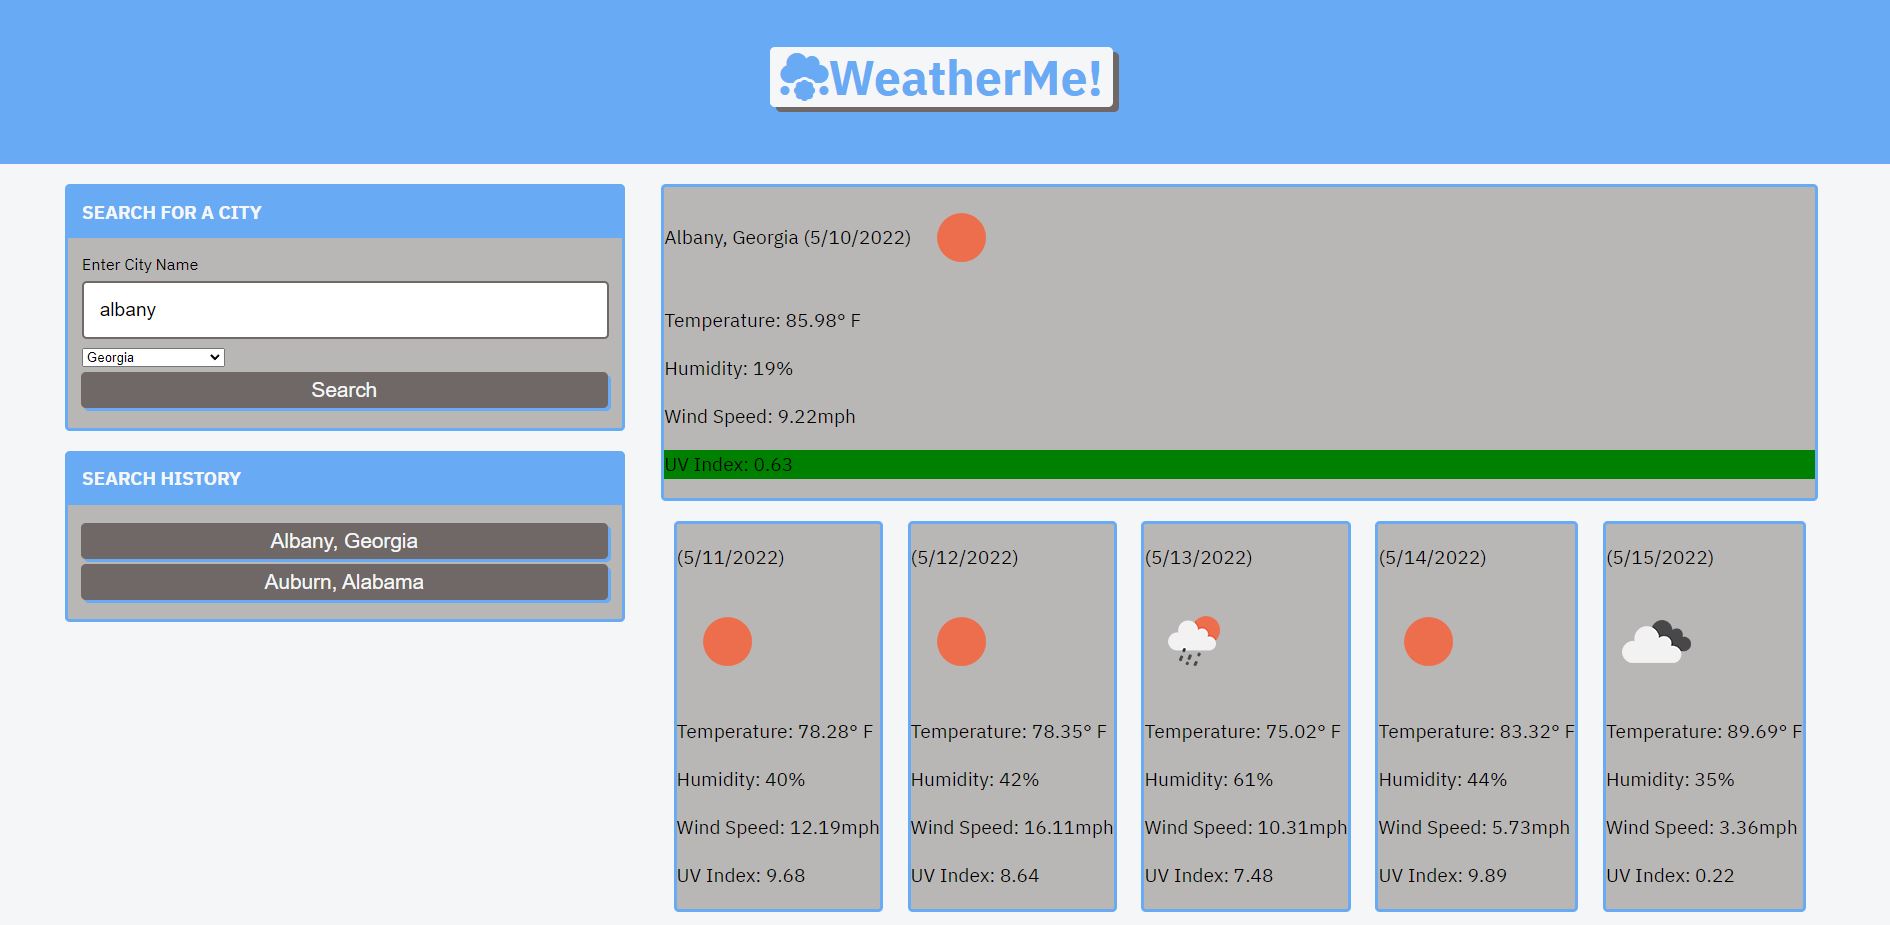 WeatherMe!
SEARCH FOR A CITY
Enter City Name
albany
Georgia
Search
SEARCH HISTORY
Albany, Georgia
Auburn, Alabama
Albany, Georgia (5/10/2022)
Temperature: 85.98° F
Humidity: 19%
Wind Speed: 9.22mph
UV Index: 0.63
(5/11/2022)
Temperature: 78.28° F
Humidity: 40%
Wind Speed: 12.19mph
UV Index: 9.68
(5/12/2022)
Temperature: 78.35° F
Humidity: 42%
Wind Speed: 16.11mph
UV Index: 8.64
(5/13/2022)
Temperature: 75.02° F
Humidity: 61%
Wind Speed: 10.31mph
UV Index: 7.48
(5/14/2022)
Temperature: 83.32° F
Humidity: 44%
Wind Speed: 5.73mph
UV Index: 9.89
(5/15/2022)
Temperature: 89.69° F
Humidity: 35%
Wind Speed: 3.36mph
UV Index: 0.22